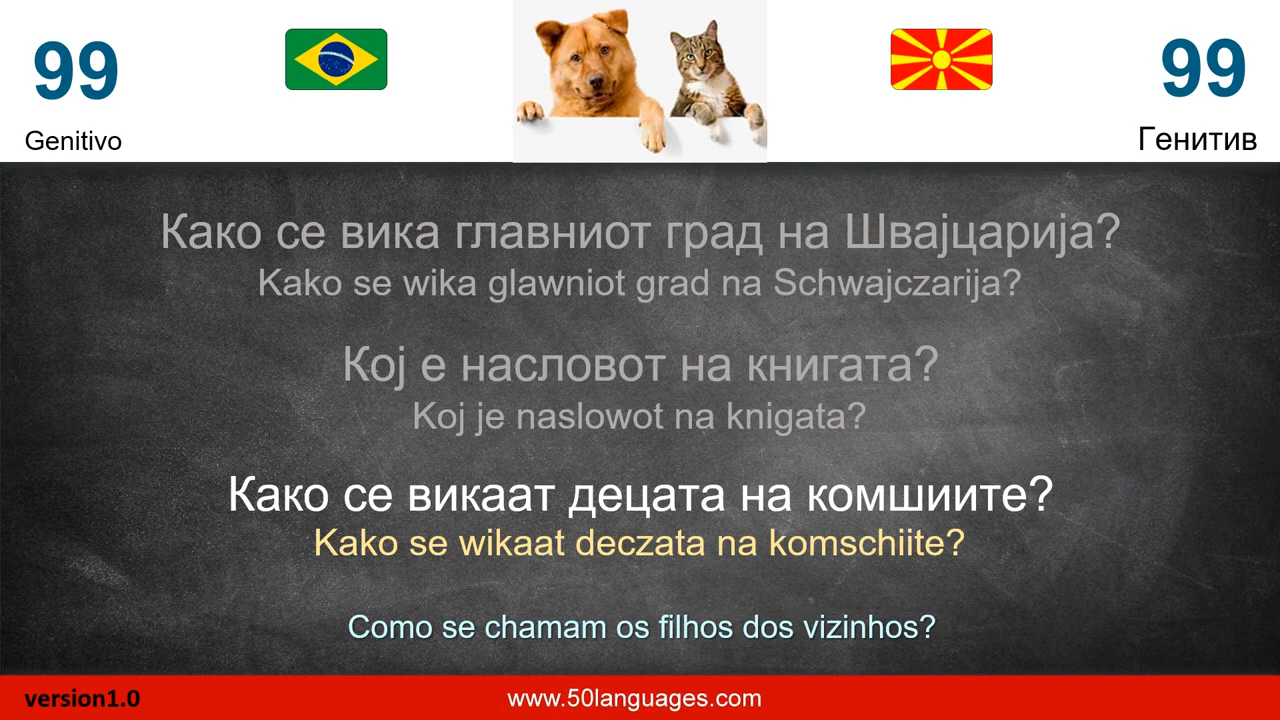 99
99
Genitivo
Генитив
Како се вика главниот град на Швајцарија?
Kako se wika glawniot grad na Schwajczarija?
Кој е насловот на книгата?
Koj je naslowot na knigata?
Како се викаат децата на комшиите?
Kako se wikaat deczata na komschiite?
Como se chamam os filhos dos vizinhos?
version1.0
www.50languages.com